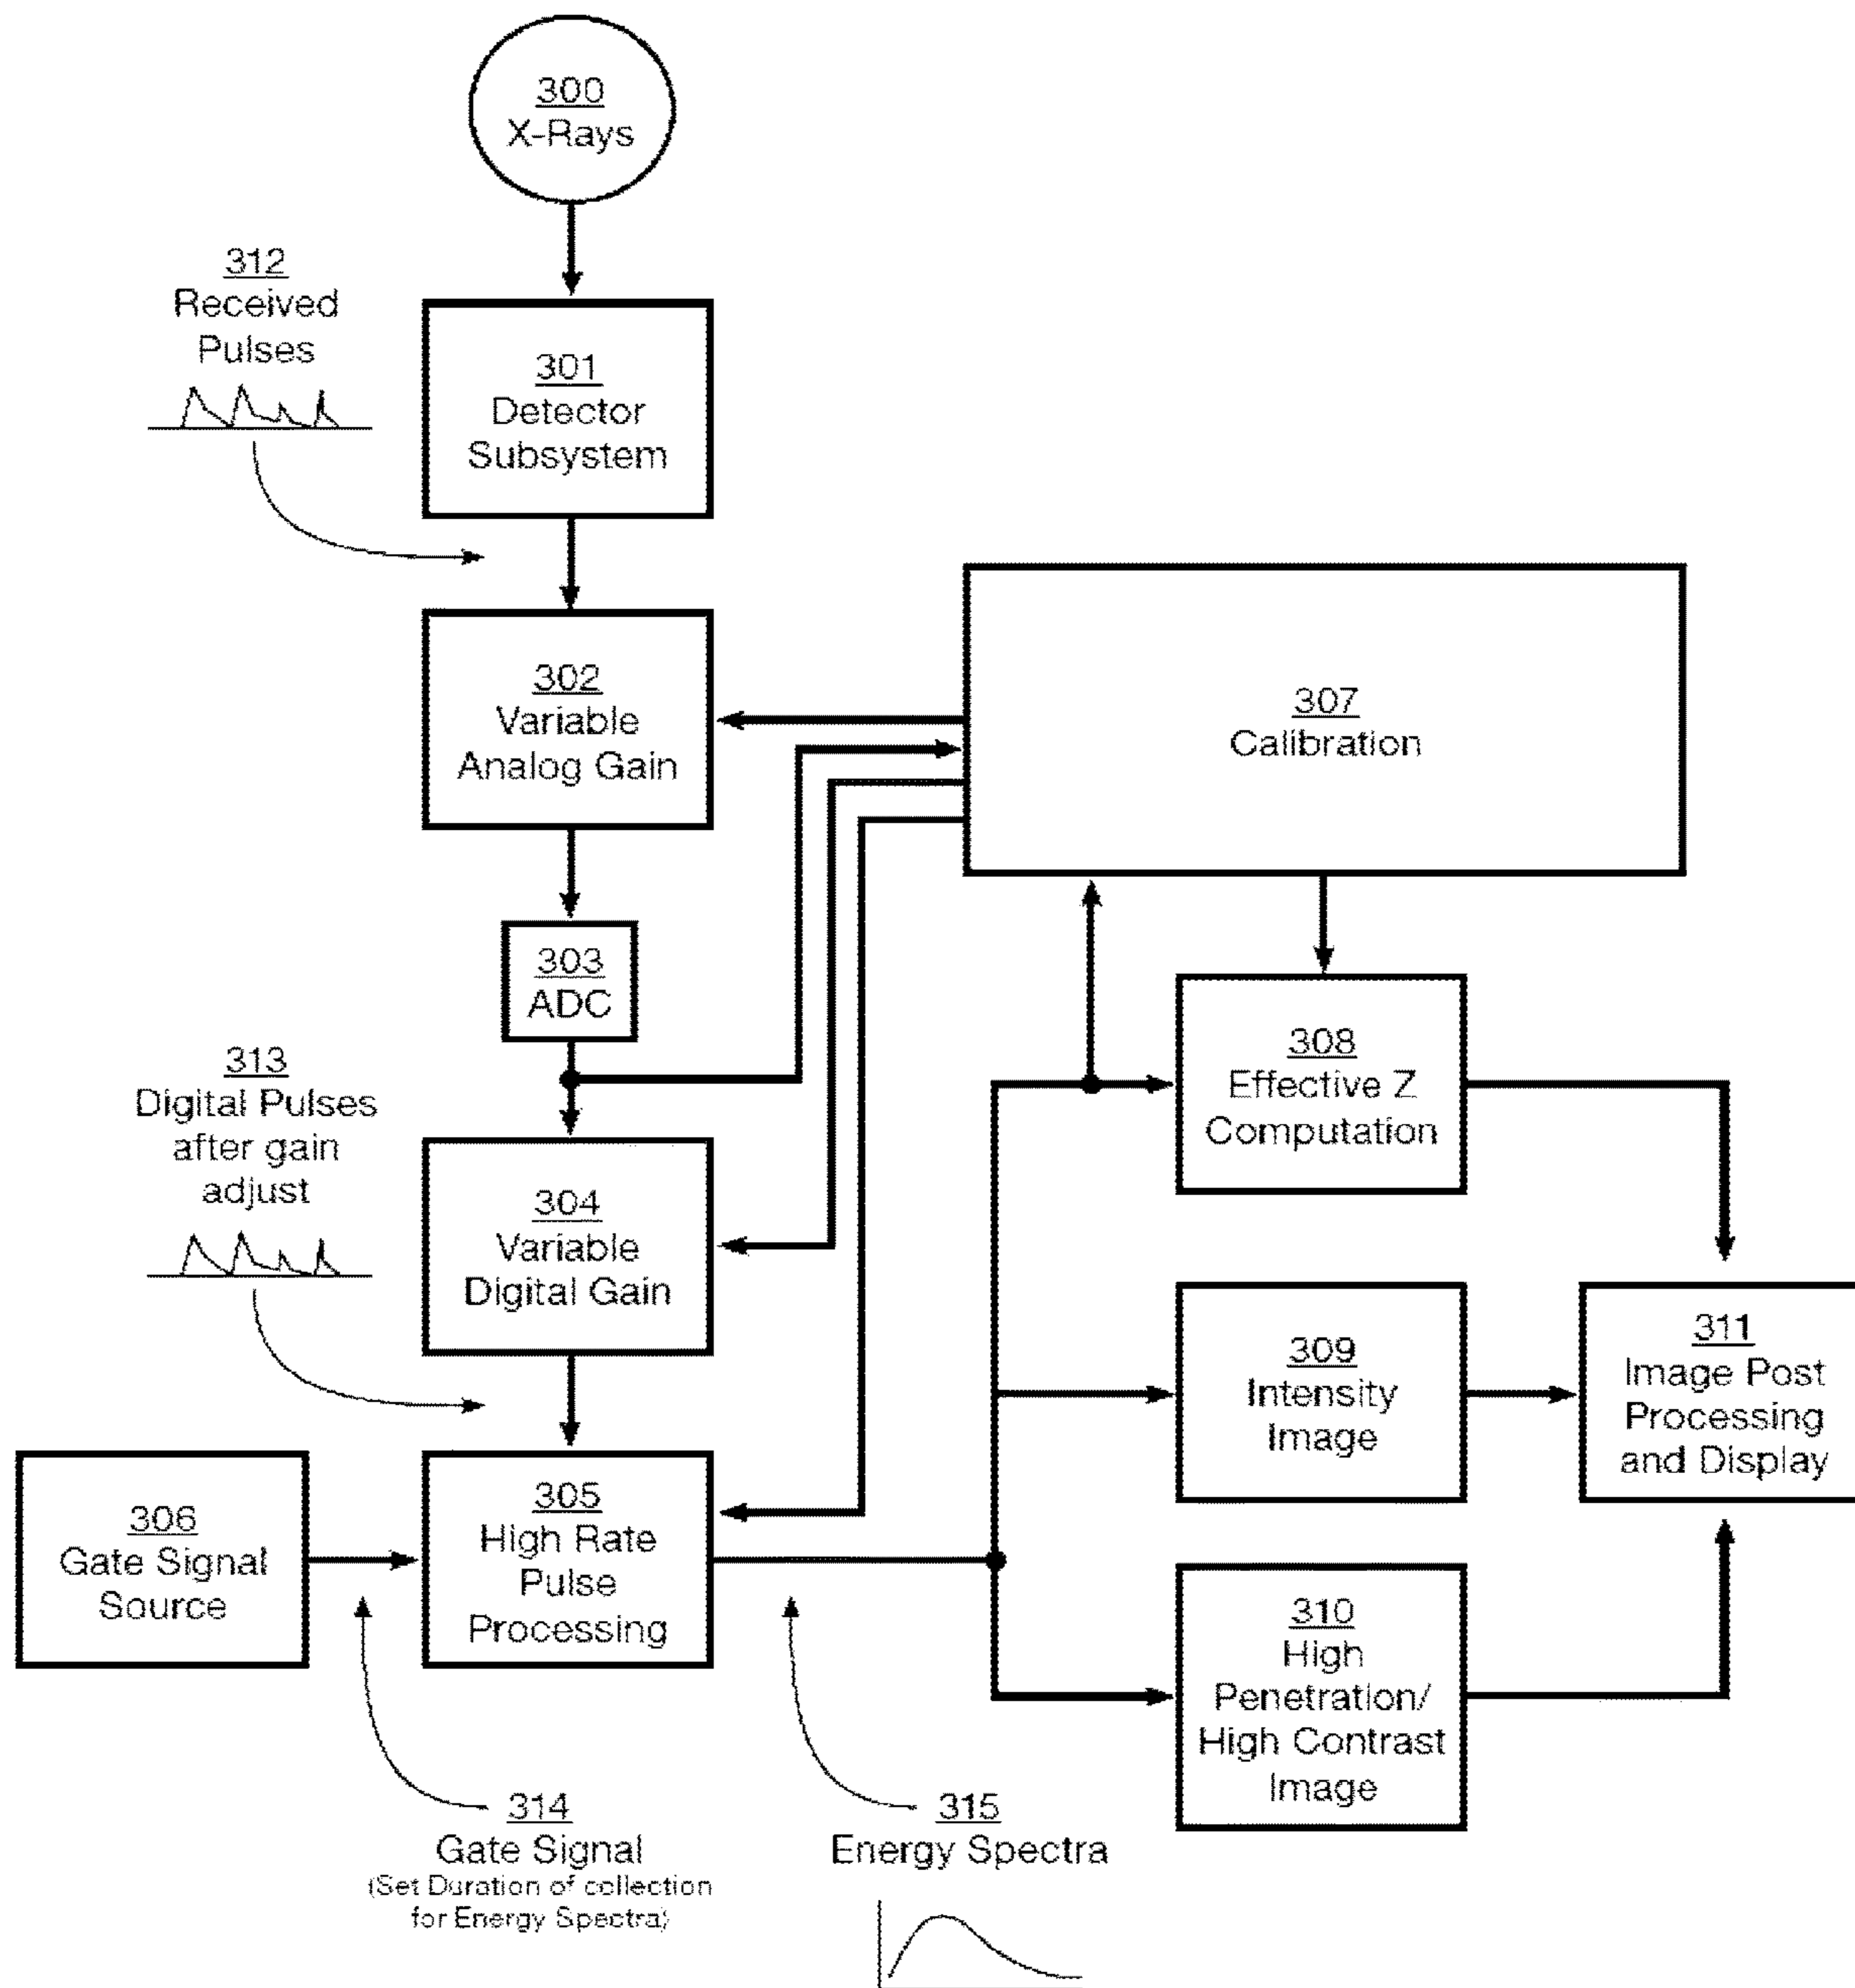 300
X-Rays
312
Received
Pulses
301
Detector
Subsystem
302
Variable
Analog Gain
307
Calibration
303
ADC
313
Digital Pulses
after gain
adjust
304
Variable
Digital Gain
308
Effective Z
Computation
309
Intensity
Image
311
Image Post
Processing
and Display
306
Gate Signal
Source
305
High Rate
Pulse
Processing
310
High
Penetration/
High Contrast
Image
314
Gate Signal
(Set Duration of collection
for Energy Spectra)
315
Energy Spectra